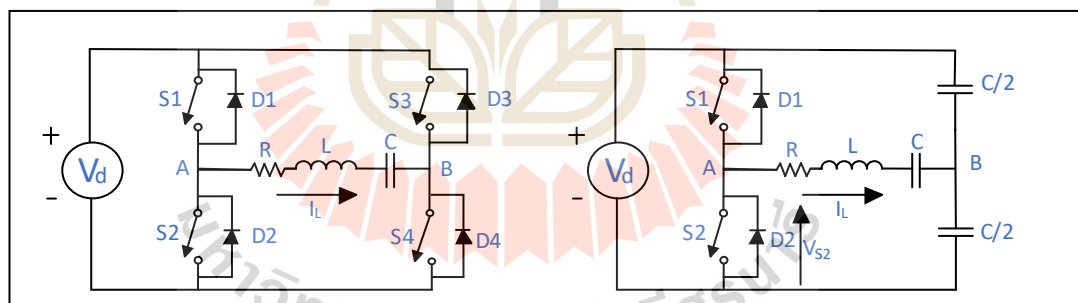 S1
D1
S3
D3
+
Vd
-
A
R
L
C
B
IL
S2
D2
S4
D4
S1
D1
C/2
+
Vd
-
A
R
L
C
B
IL
S2
D2
VS2
C/2